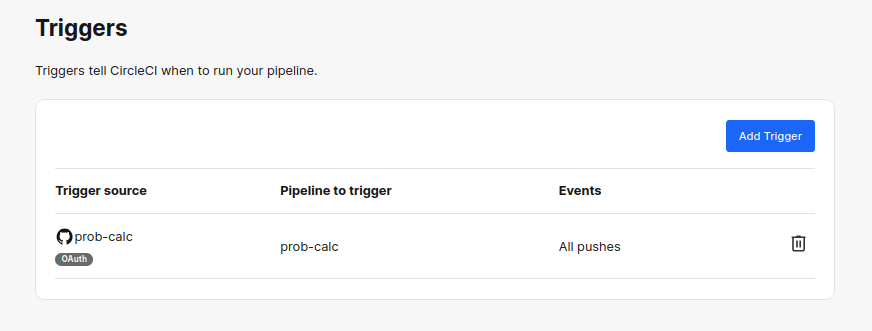 Triggers
Triggers tell CircleCI when to run your pipeline.
Add Trigger
Trigger source Pipeline to trigger Events
prob-calc
OAuth
prob-calc
All pushes